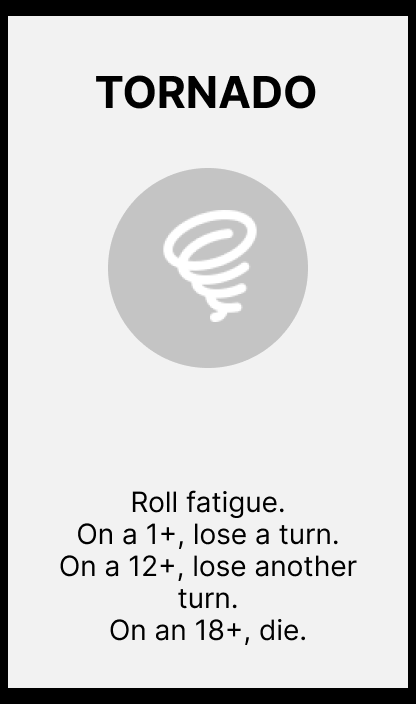 TORNADO
Roll fatigue.
On a 1+, lose a turn.
On a 12+, lose another
turn.
On an 18+, die.